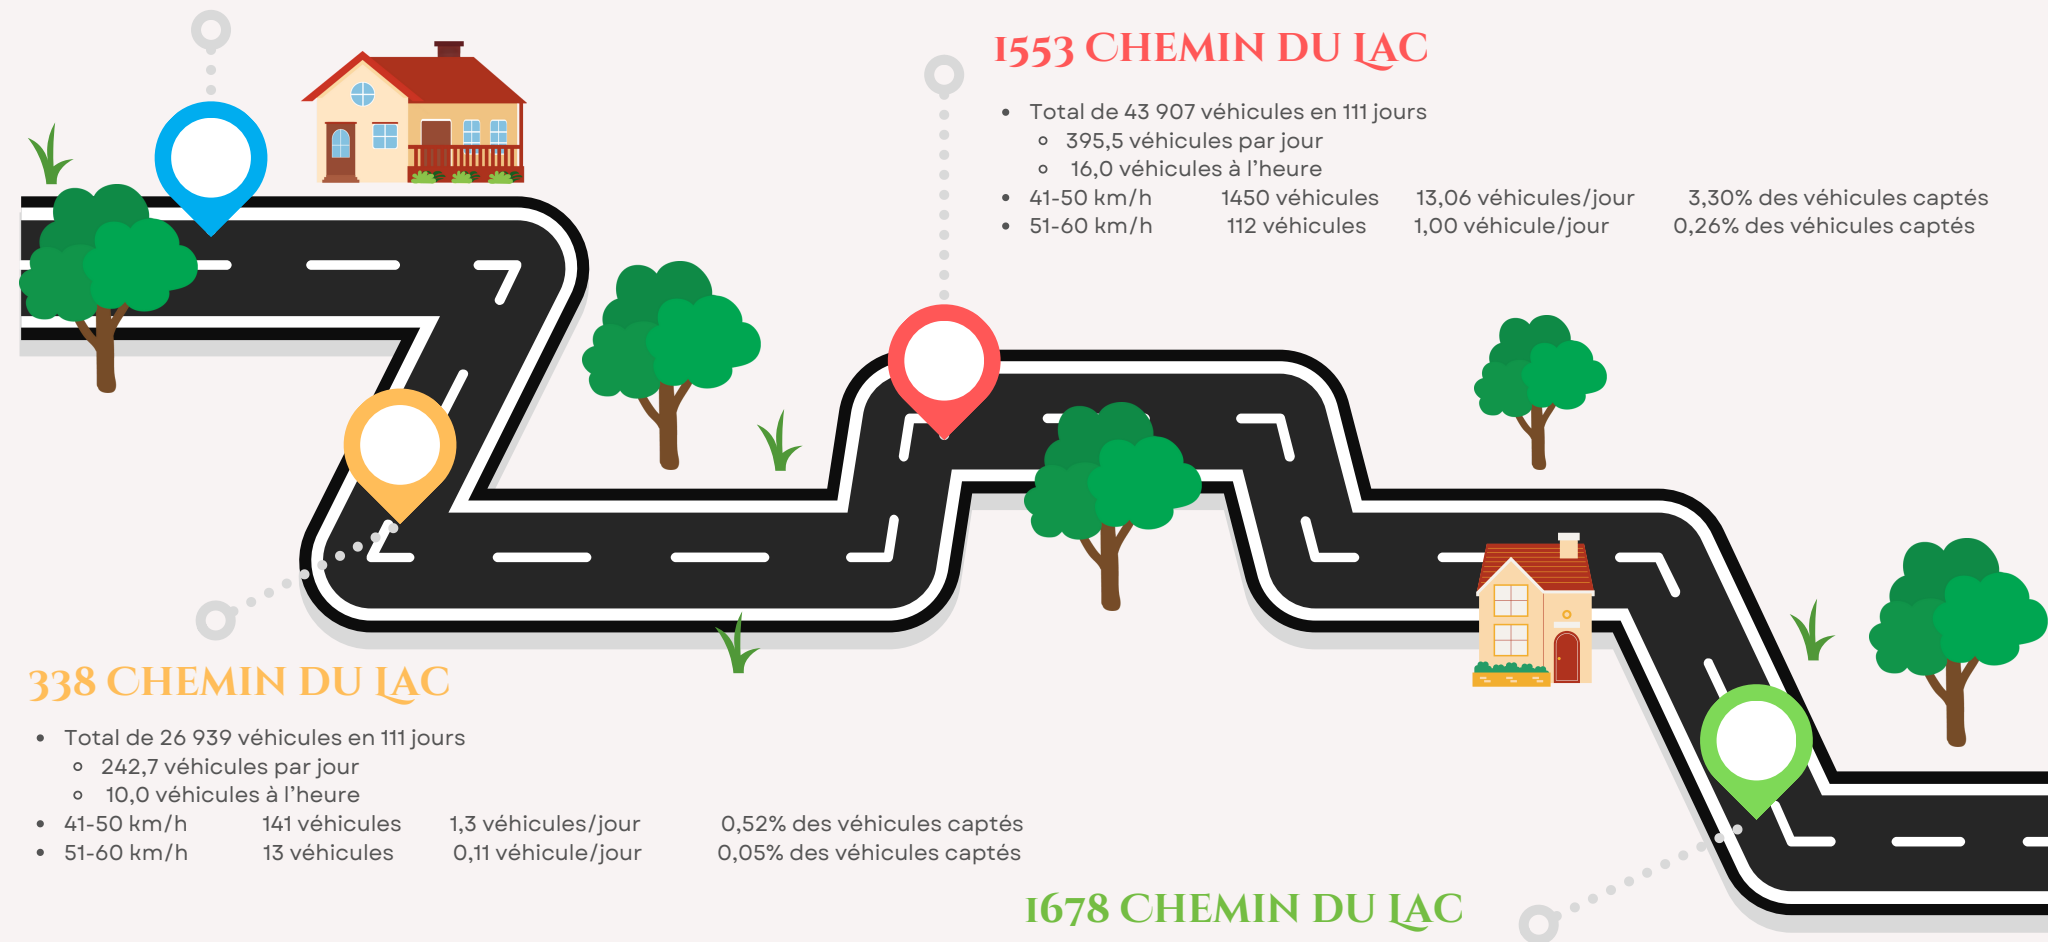 1553 Chemin du Lac
• Total de 43 907 véhicules en 111 jours
◦ 395,5 véhicules par jour
◦ 16,0 véhicules à l’heure
• 41-50 km/h 1450 véhicules 13,06 véhicules/jour 3,30% des véhicules captés
• 51-60 km/h 112 véhicules 1,00 véhicule/jour 0,26% des véhicules captés
338 Chemin du Lac
• Total de 26 939 véhicules en 111 jours
◦ 242,7 véhicules par jour
◦ 10,0 véhicules à l’heure
• 41-50 km/h 141 véhicules 1,3 véhicules/jour 0,52% des véhicules captés
• 51-60 km/h 13 véhicules 0,11 véhicule/jour 0,05% des véhicules captés
1678 Chemin du Lac